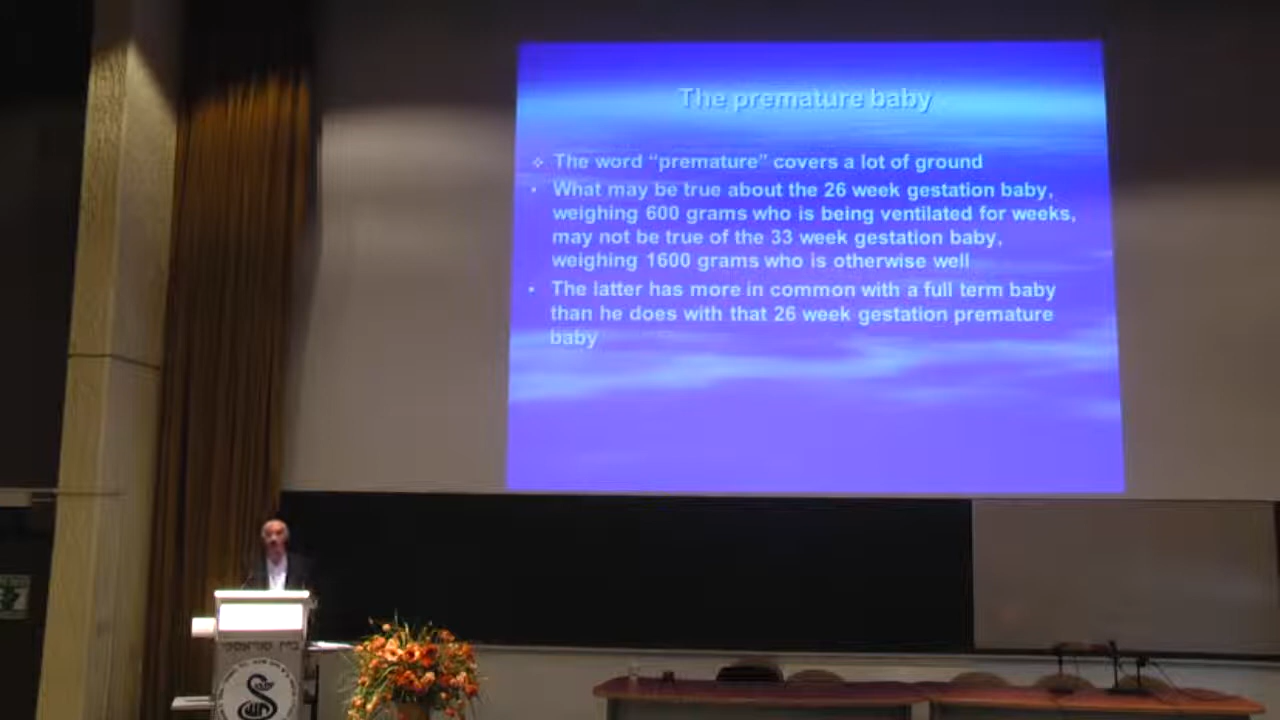 The premature baby
The word “premature” covers a lot of ground
What may be true about the 26 week gestation baby,
weighing 600 grams who is being ventilated for weeks,
may not be true of the 33 week gestation baby,
weighing 1600 grams who is otherwise well
The latter has more in common with a full term baby
than he does with that 26 week gestation premature
baby